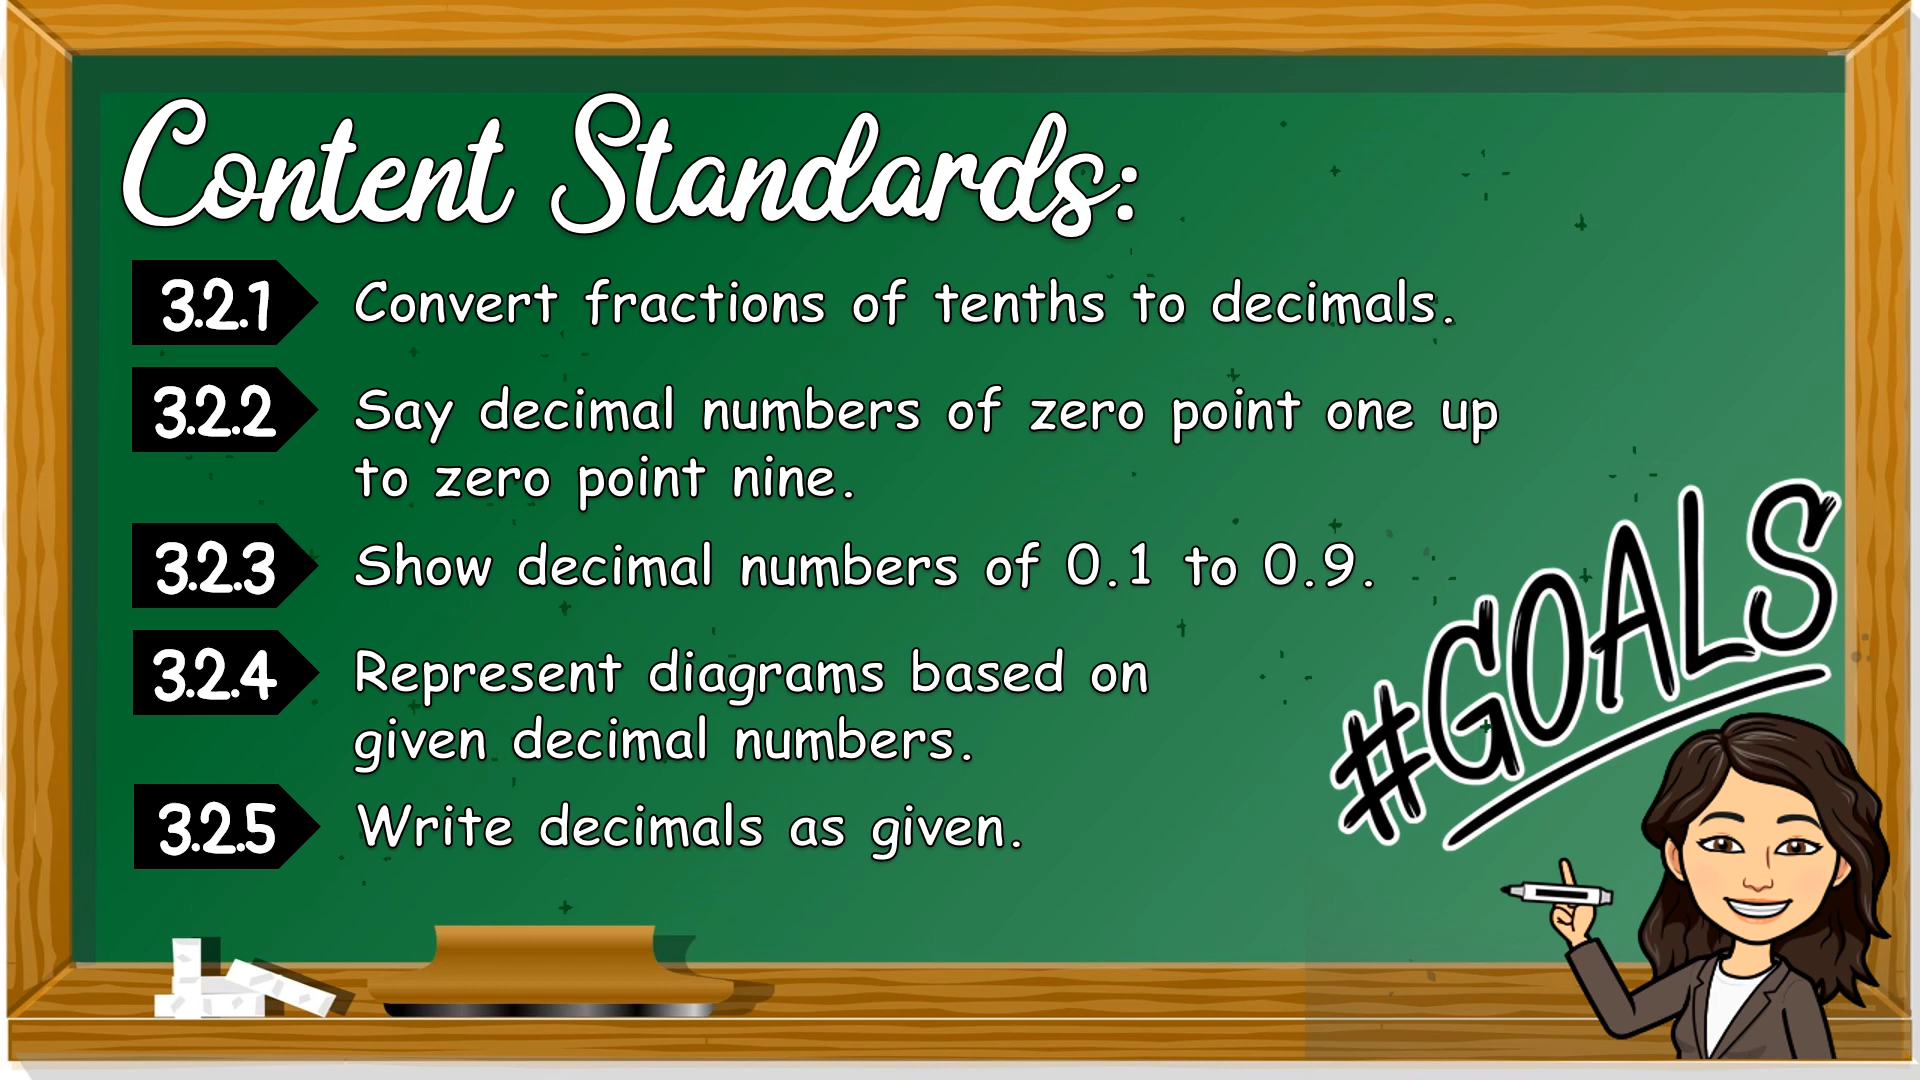 Content Standards:
3.2.1 Convert fractions of tenths to decimals.
3.2.2 Say decimal numbers of zero point one up
to zero point nine.
3.2.3 Show decimal numbers of 0.1 to 0.9.
3.2.4 Represent diagrams based on
given decimal numbers.
3.2.5 Write decimals as given.
#GOALS